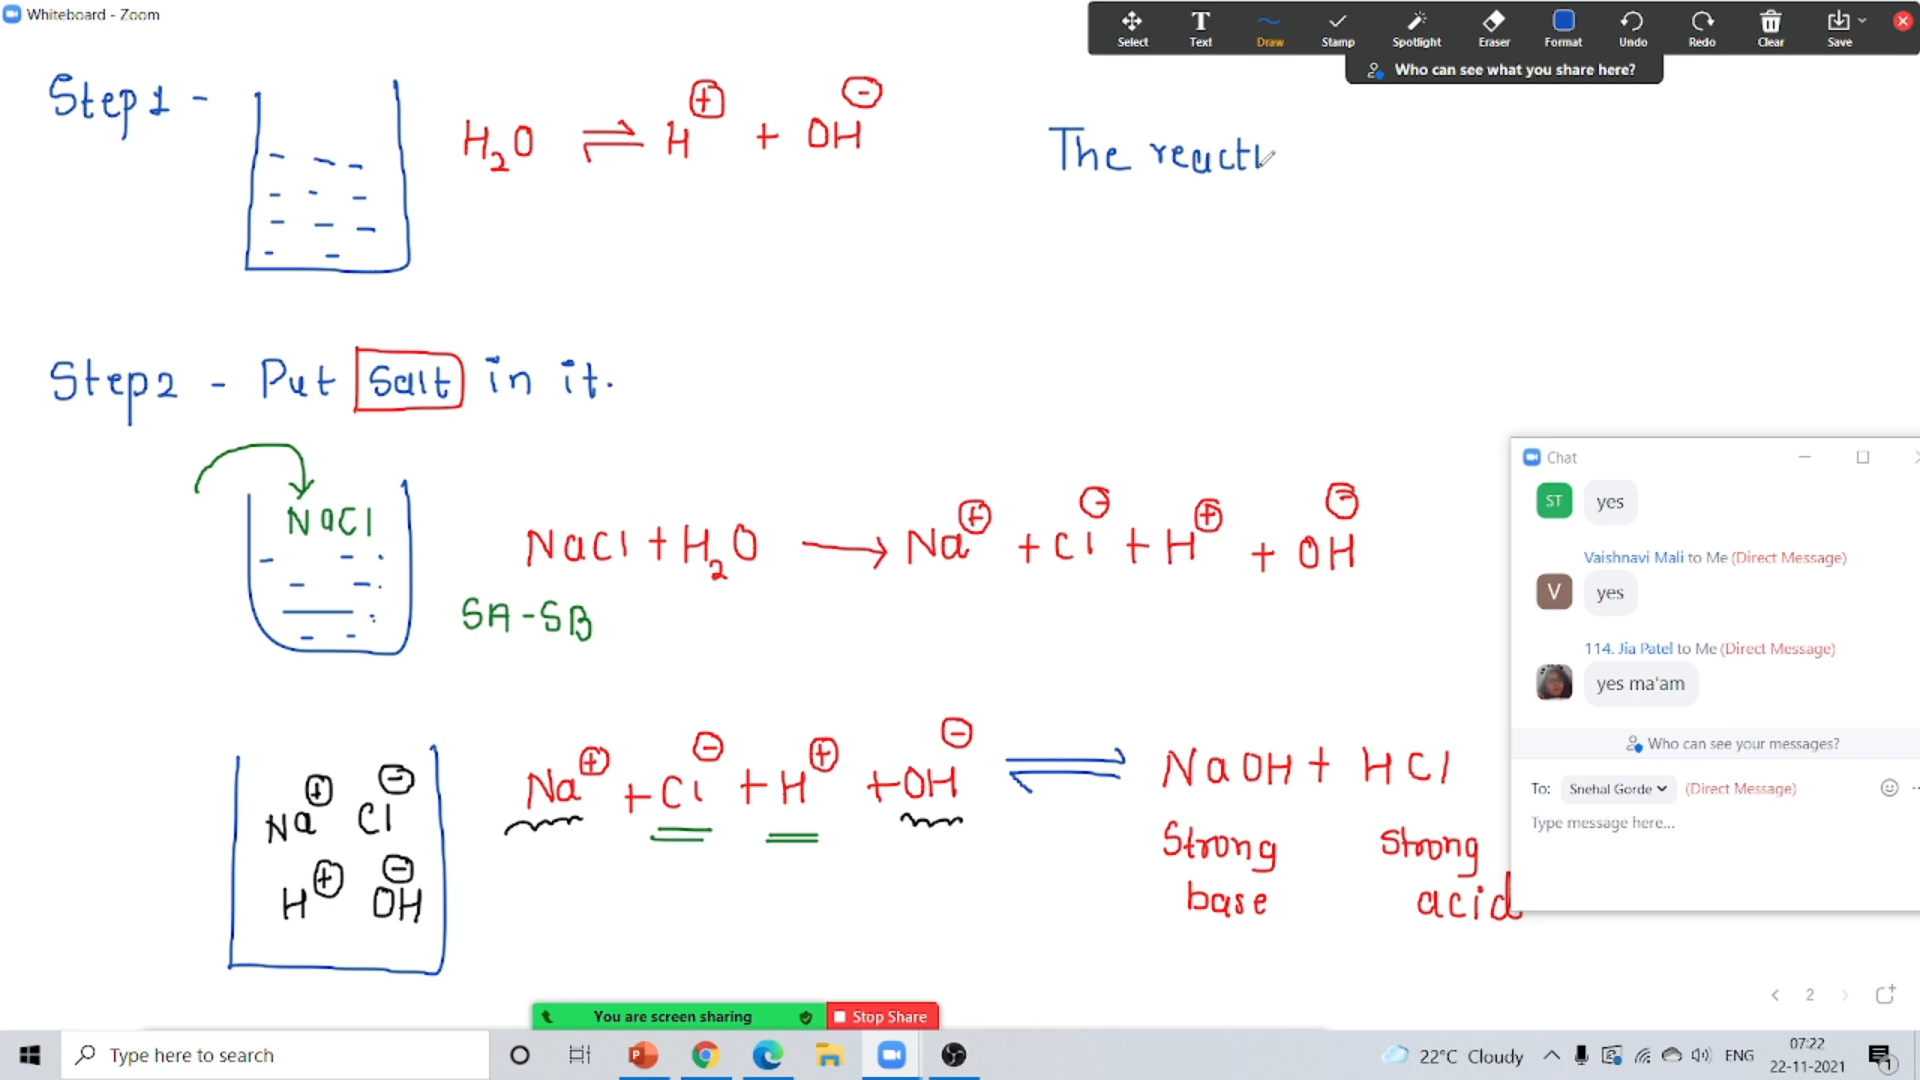 Whiteboard - Zoom
Select Text Draw Stamp Spotlight Eraser Format Undo Redo Clear Save
Who can see what you share here?
Step 1 -
H₂O ⇌ H⊕ + OH⊖
The reacti
Step 2 - Put Salt in it.
NaCl
NaCl + H₂O → Na⊕ + Cl⊖ + H⊕ + OH⊖
SA - SB
Na⊕ Cl⊖
H⊕ OH⊖
Na⊕ + Cl⊖ + H⊕ + OH⊖ ⇌ NaOH + HCl
Strong base
Strong acid
Chat
ST yes
Vaishnavi Mali to Me (Direct Message)
V yes
114. Jia Patel to Me (Direct Message)
yes ma'am
Who can see your messages?
To: Snehal Gorde (Direct Message)
Type message here...
2
You are screen sharing Stop Share
Type here to search
22°C Cloudy
ENG
07:22
22-11-2021
1